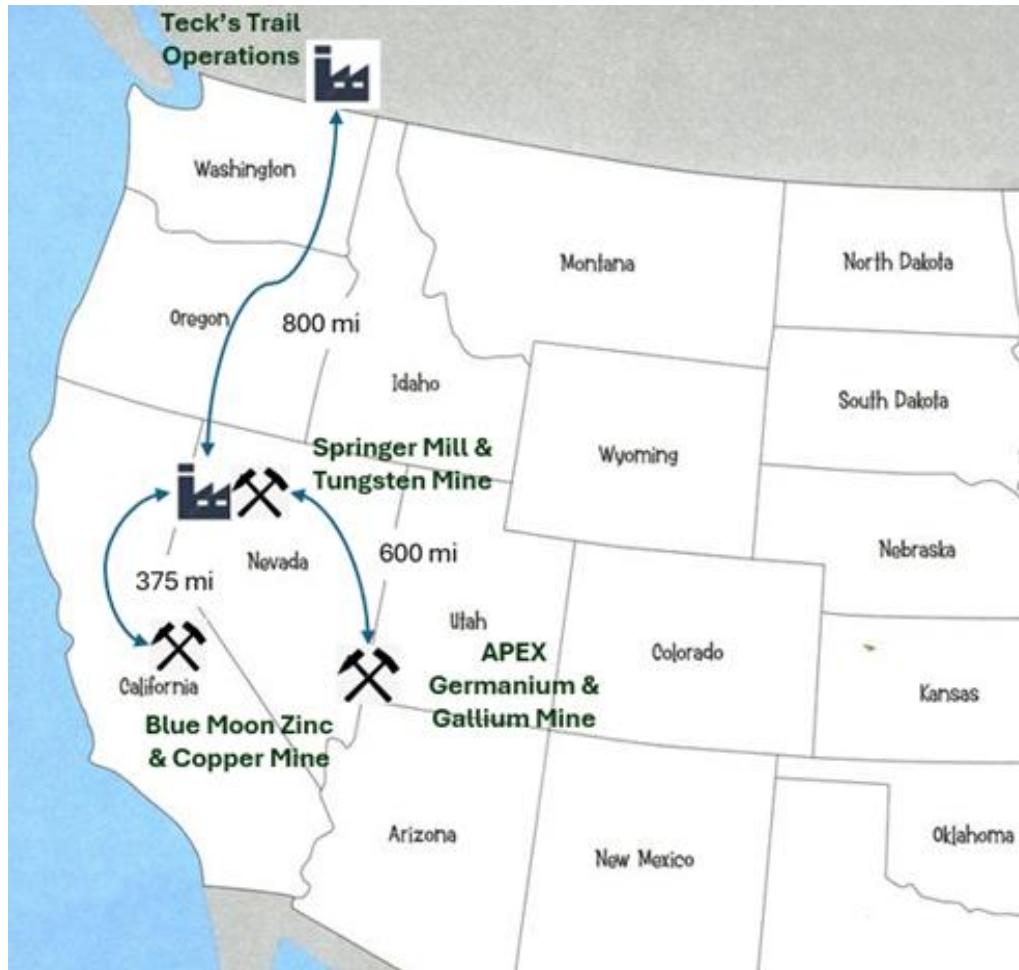 Teck's Trail
Operations
Washington
Montana
North Dakota
Oregon
800 mi
Idaho
South Dakota
Springer Mill &
Tungsten Mine
Wyoming
Nebraska
Nevada
600 mi
375 mi
Utah
APEX
Germanium &
Gallium Mine
Colorado
Kansas
California
Blue Moon Zinc
& Copper Mine
Arizona
New Mexico
Oklahoma